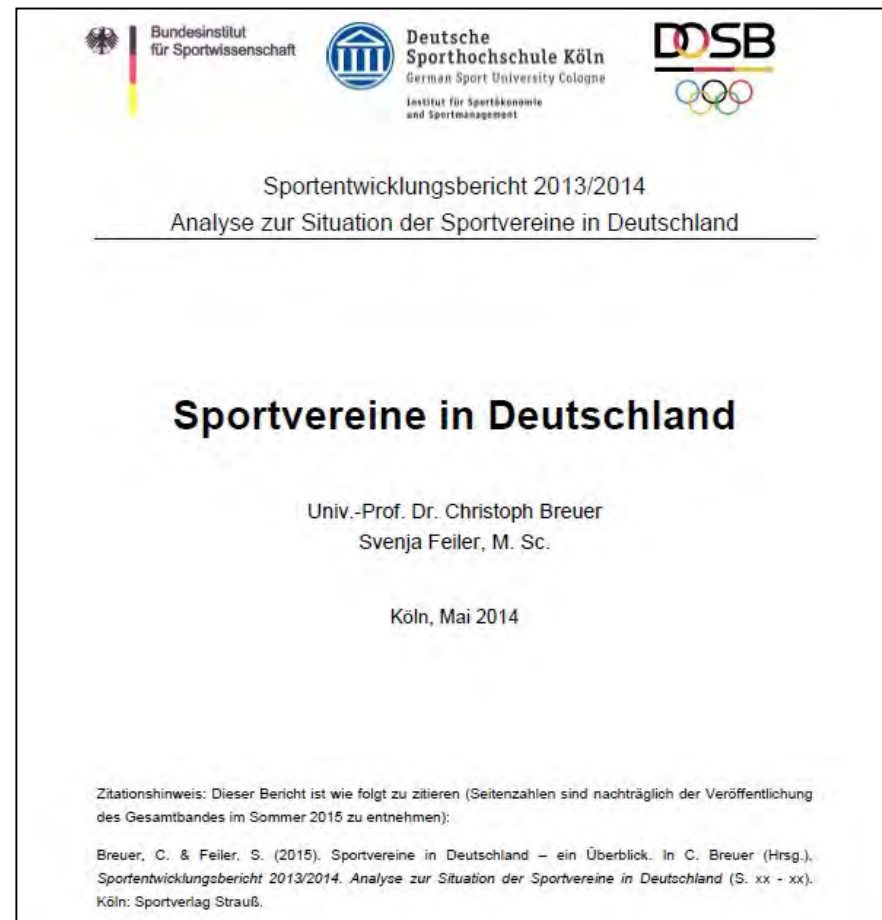 Bundesinstitut
für Sportwissenschaft
Deutsche
Sporthochschule Köln
German Sport University Cologne
Institut für Sportökonomie
und Sportmanagement
DOSB
Sportentwicklungsbericht 2013/2014
Analyse zur Situation der Sportvereine in Deutschland
Sportvereine in Deutschland
Univ.-Prof. Dr. Christoph Breuer
Svenja Feiler, M. Sc.
Köln, Mai 2014
Zitationshinweis: Dieser Bericht ist wie folgt zu zitieren (Seitenzahlen sind nachträglich der Veröffentlichung
des Gesamtbandes im Sommer 2015 zu entnehmen):
Breuer, C. & Feiler, S. (2015). Sportvereine in Deutschland – ein Überblick. In C. Breuer (Hrsg.),
Sportentwicklungsbericht 2013/2014. Analyse zur Situation der Sportvereine in Deutschland (S. xx - xx).
Köln: Sportverlag Strauß.